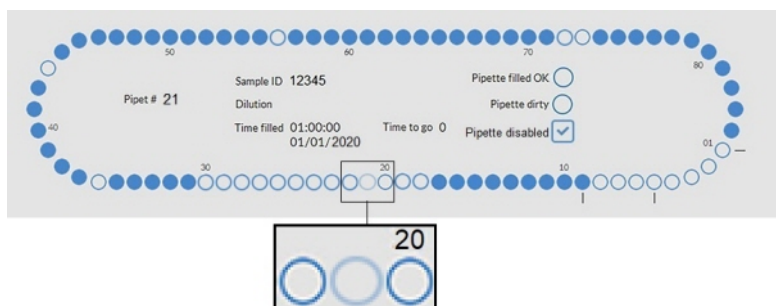 50 60 70
80
Sample ID 12345 Pipette filled OK
Pipet # 21 Dilution Pipette dirty
Time filled 01:00:00 Time to go 0 Pipette disabled
01/01/2020
40
01
30 20 10
20